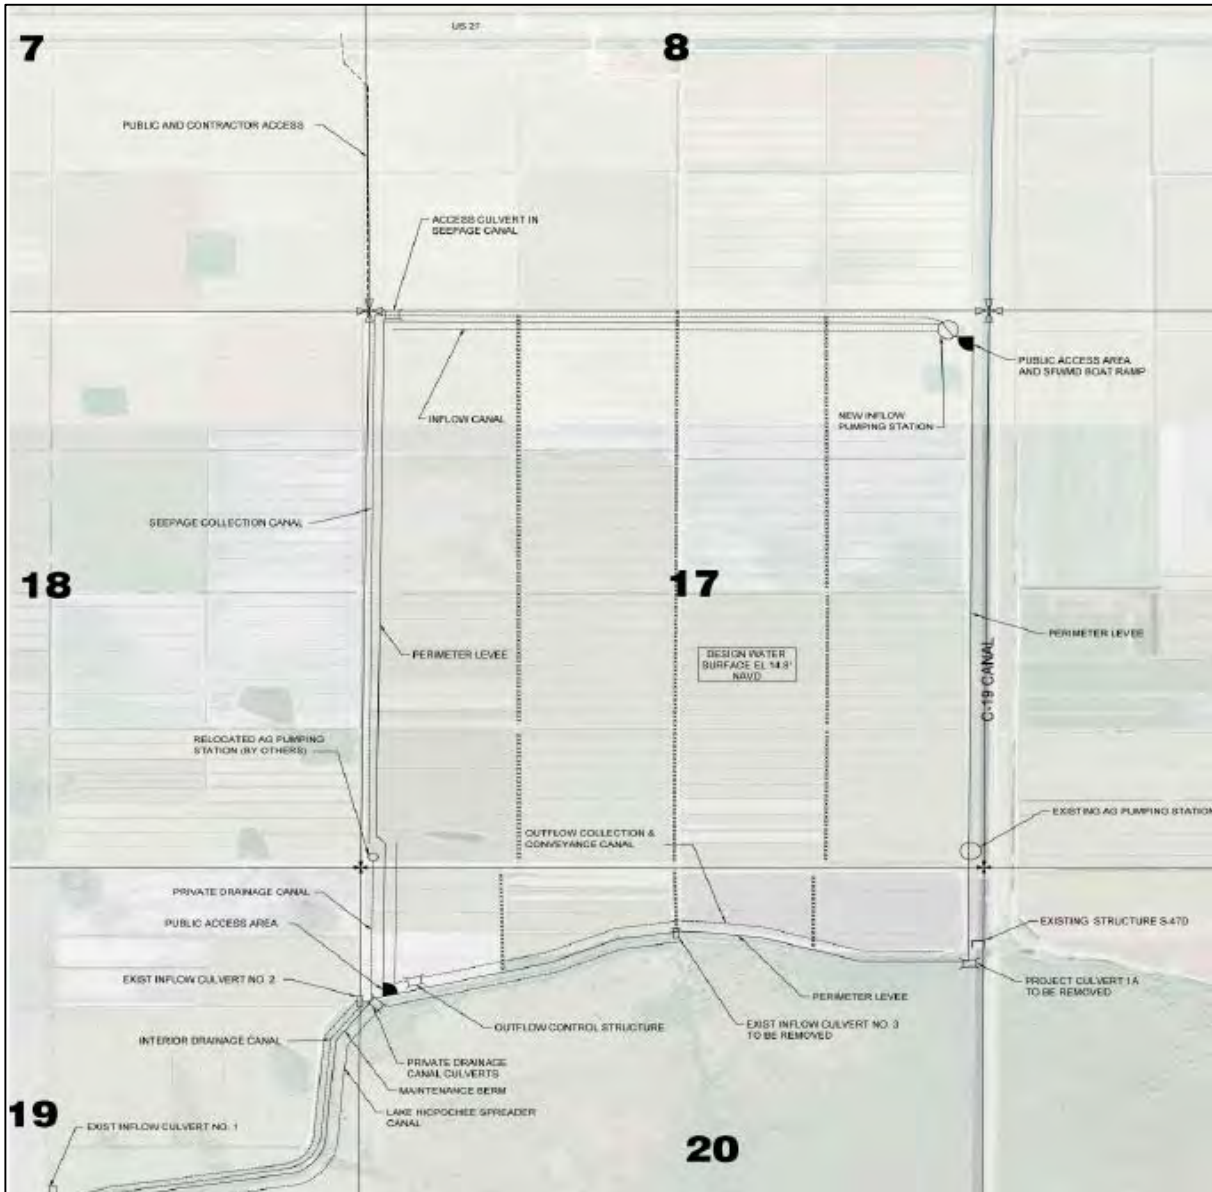 US 27
7
8
PUBLIC AND CONTRACTOR ACCESS
ACCESS CULVERT IN
SEEPAGE CANAL
PUBLIC ACCESS AREA
AND SFWMD BOAT RAMP
INFLOW CANAL
NEW INFLOW
PUMPING STATION
SEEPAGE COLLECTION CANAL
18
17
PERIMETER LEVEE
PERIMETER LEVEE
DESIGN WATER
SURFACE EL 14.8'
NAVD
C-19 CANAL
RELOCATED AG PUMPING
STATION (BY OTHERS)
EXISTING AG PUMPING STATION
OUTFLOW COLLECTION &
CONVEYANCE CANAL
PRIVATE DRAINAGE CANAL
PUBLIC ACCESS AREA
EXISTING STRUCTURE S-47D
EXIST INFLOW CULVERT NO. 2
PROJECT CULVERT 1A
TO BE REMOVED
PERIMETER LEVEE
OUTFLOW CONTROL STRUCTURE
EXIST INFLOW CULVERT NO. 3
TO BE REMOVED
INTERIOR DRAINAGE CANAL
PRIVATE DRAINAGE
CANAL CULVERTS
MAINTENANCE BERM
LAKE HICPOCHEE SPREADER
CANAL
19
EXIST INFLOW CULVERT NO. 1
20